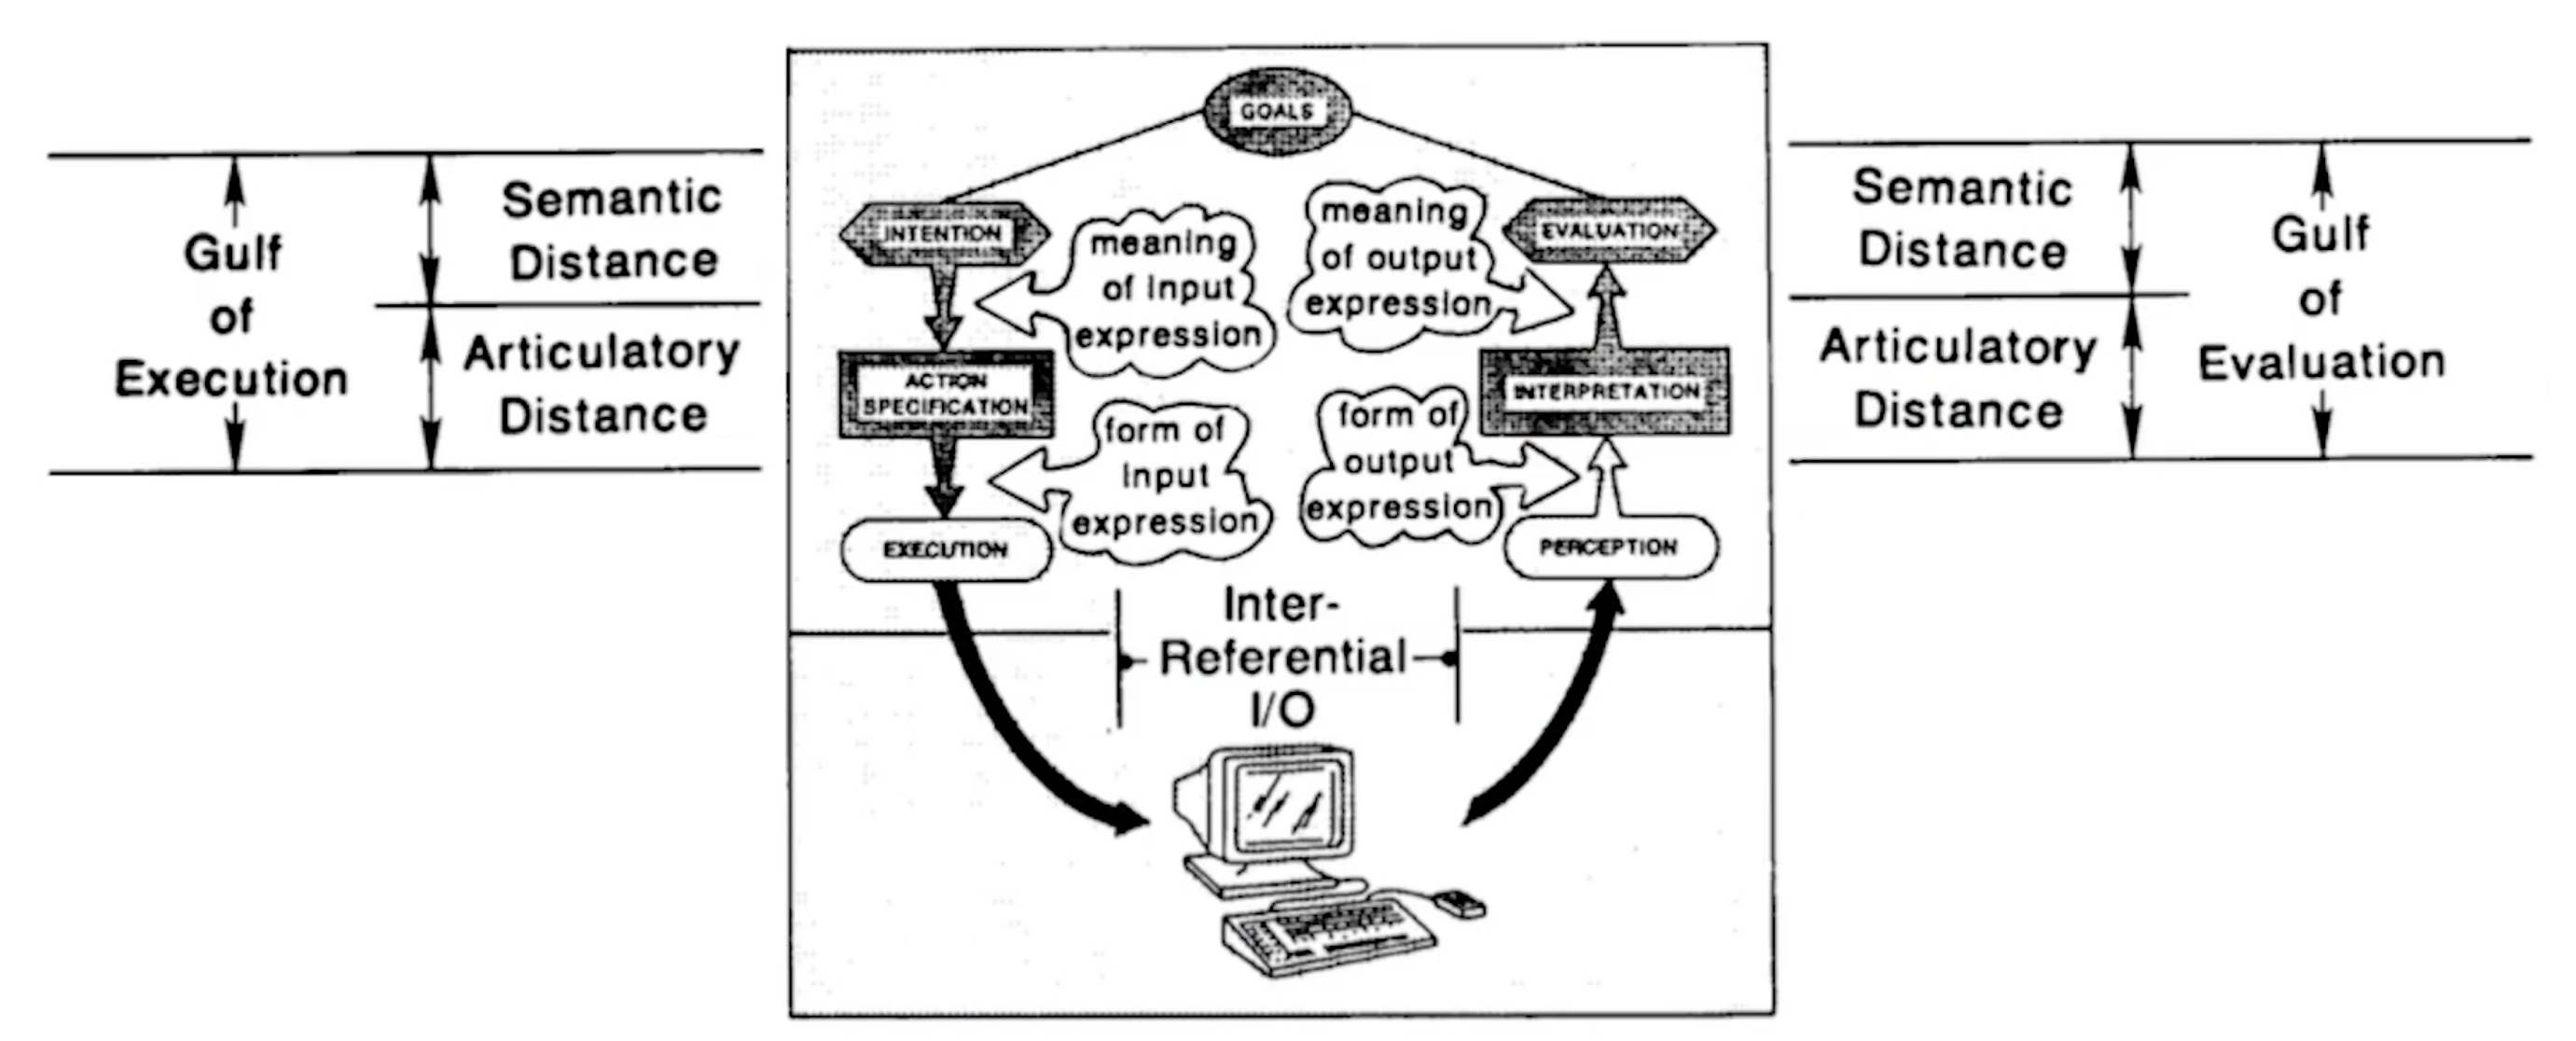 GOALS
Gulf
of
Execution
Semantic
Distance
Articulatory
Distance
INTENTION
meaning
of Input
expression
ACTION
SPECIFICATION
form of
Input
expression
EXECUTION
meaning
of output
expression
EVALUATION
INTERPRETATION
form of
output
expression
PERCEPTION
Semantic
Distance
Articulatory
Distance
Gulf
of
Evaluation
Inter-
Referential
I/O